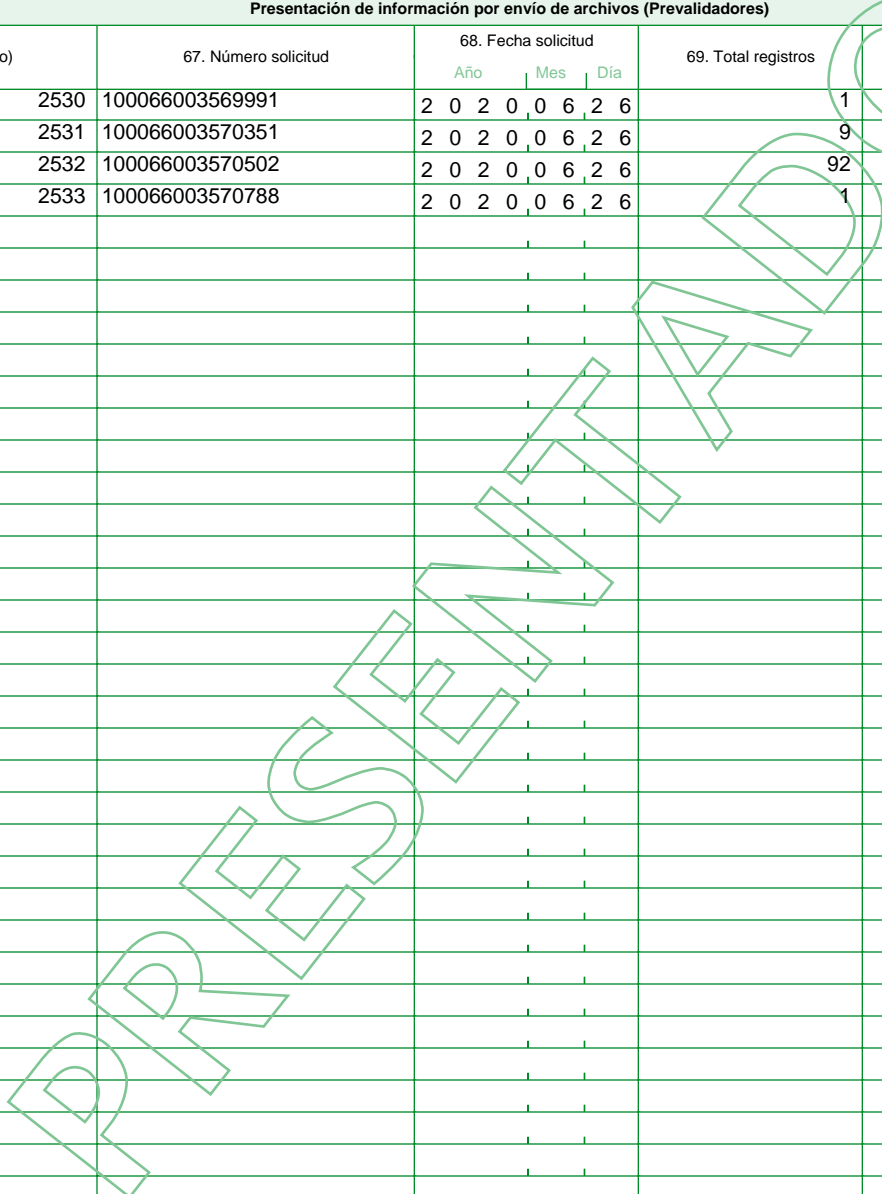 Presentación de información por envío de archivos (Prevalidadores)
o) 67. Número solicitud 68. Fecha solicitud 69. Total registros
Año Mes Día
2530 100066003569991 2 0 2 0 0 6 2 6 1
2531 100066003570351 2 0 2 0 0 6 2 6 9
2532 100066003570502 2 0 2 0 0 6 2 6 92
2533 100066003570788 2 0 2 0 0 6 2 6 1
PRESENTADO